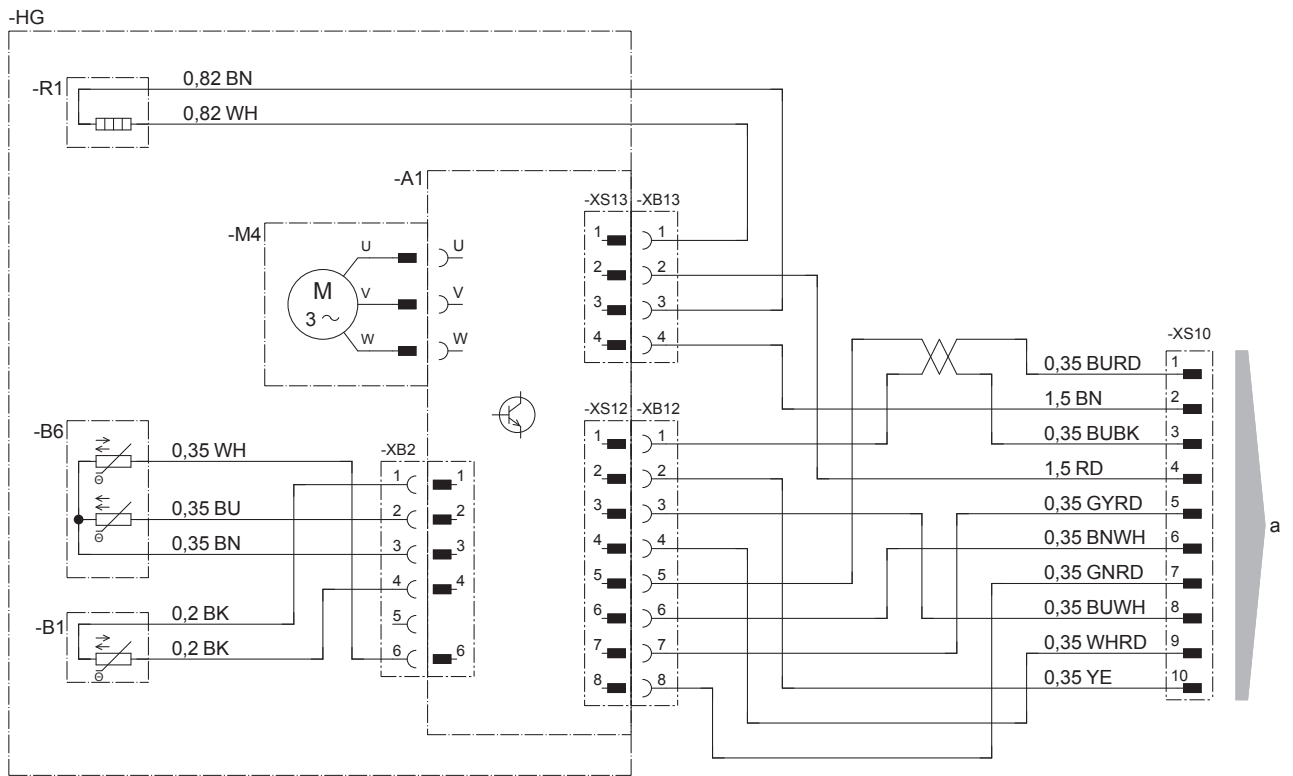 -HG
-R1
0,82 BN
0,82 WH
-A1
-XS13 -XB13
1 1
2 2
3 3
4 4
-M4
U U
V V
W W
M
3 ~
-XS10
0,35 BURD 1
1,5 BN 2
0,35 BUBK 3
1,5 RD 4
0,35 GYRD 5
0,35 BNWH 6
0,35 GNRD 7
0,35 BUWH 8
0,35 WHRD 9
0,35 YE 10
a
-XS12 -XB12
1 1
2 2
3 3
4 4
5 5
6 6
7 7
8 8
-B6
0,35 WH
0,35 BU
0,35 BN
Θ
Θ
-XB2
1 1
2 2
3 3
4 4
5
6 6
-B1
0,2 BK
0,2 BK
Θ